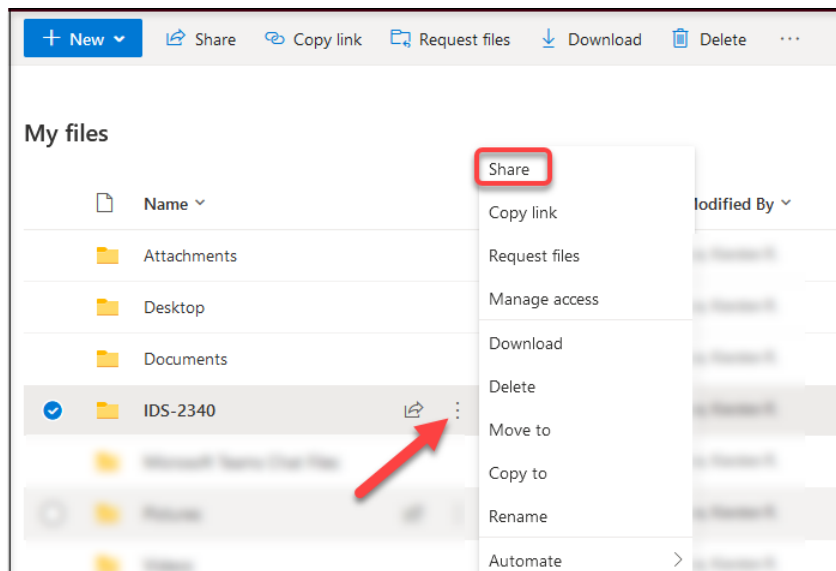 New Share Copy link Request files Download Delete ...
My files
Share
Name
Modified By
Copy link
Attachments
Request files
Desktop
Manage access
Documents
Download
Delete
IDS-2340
Move to
Copy to
Rename
Automate